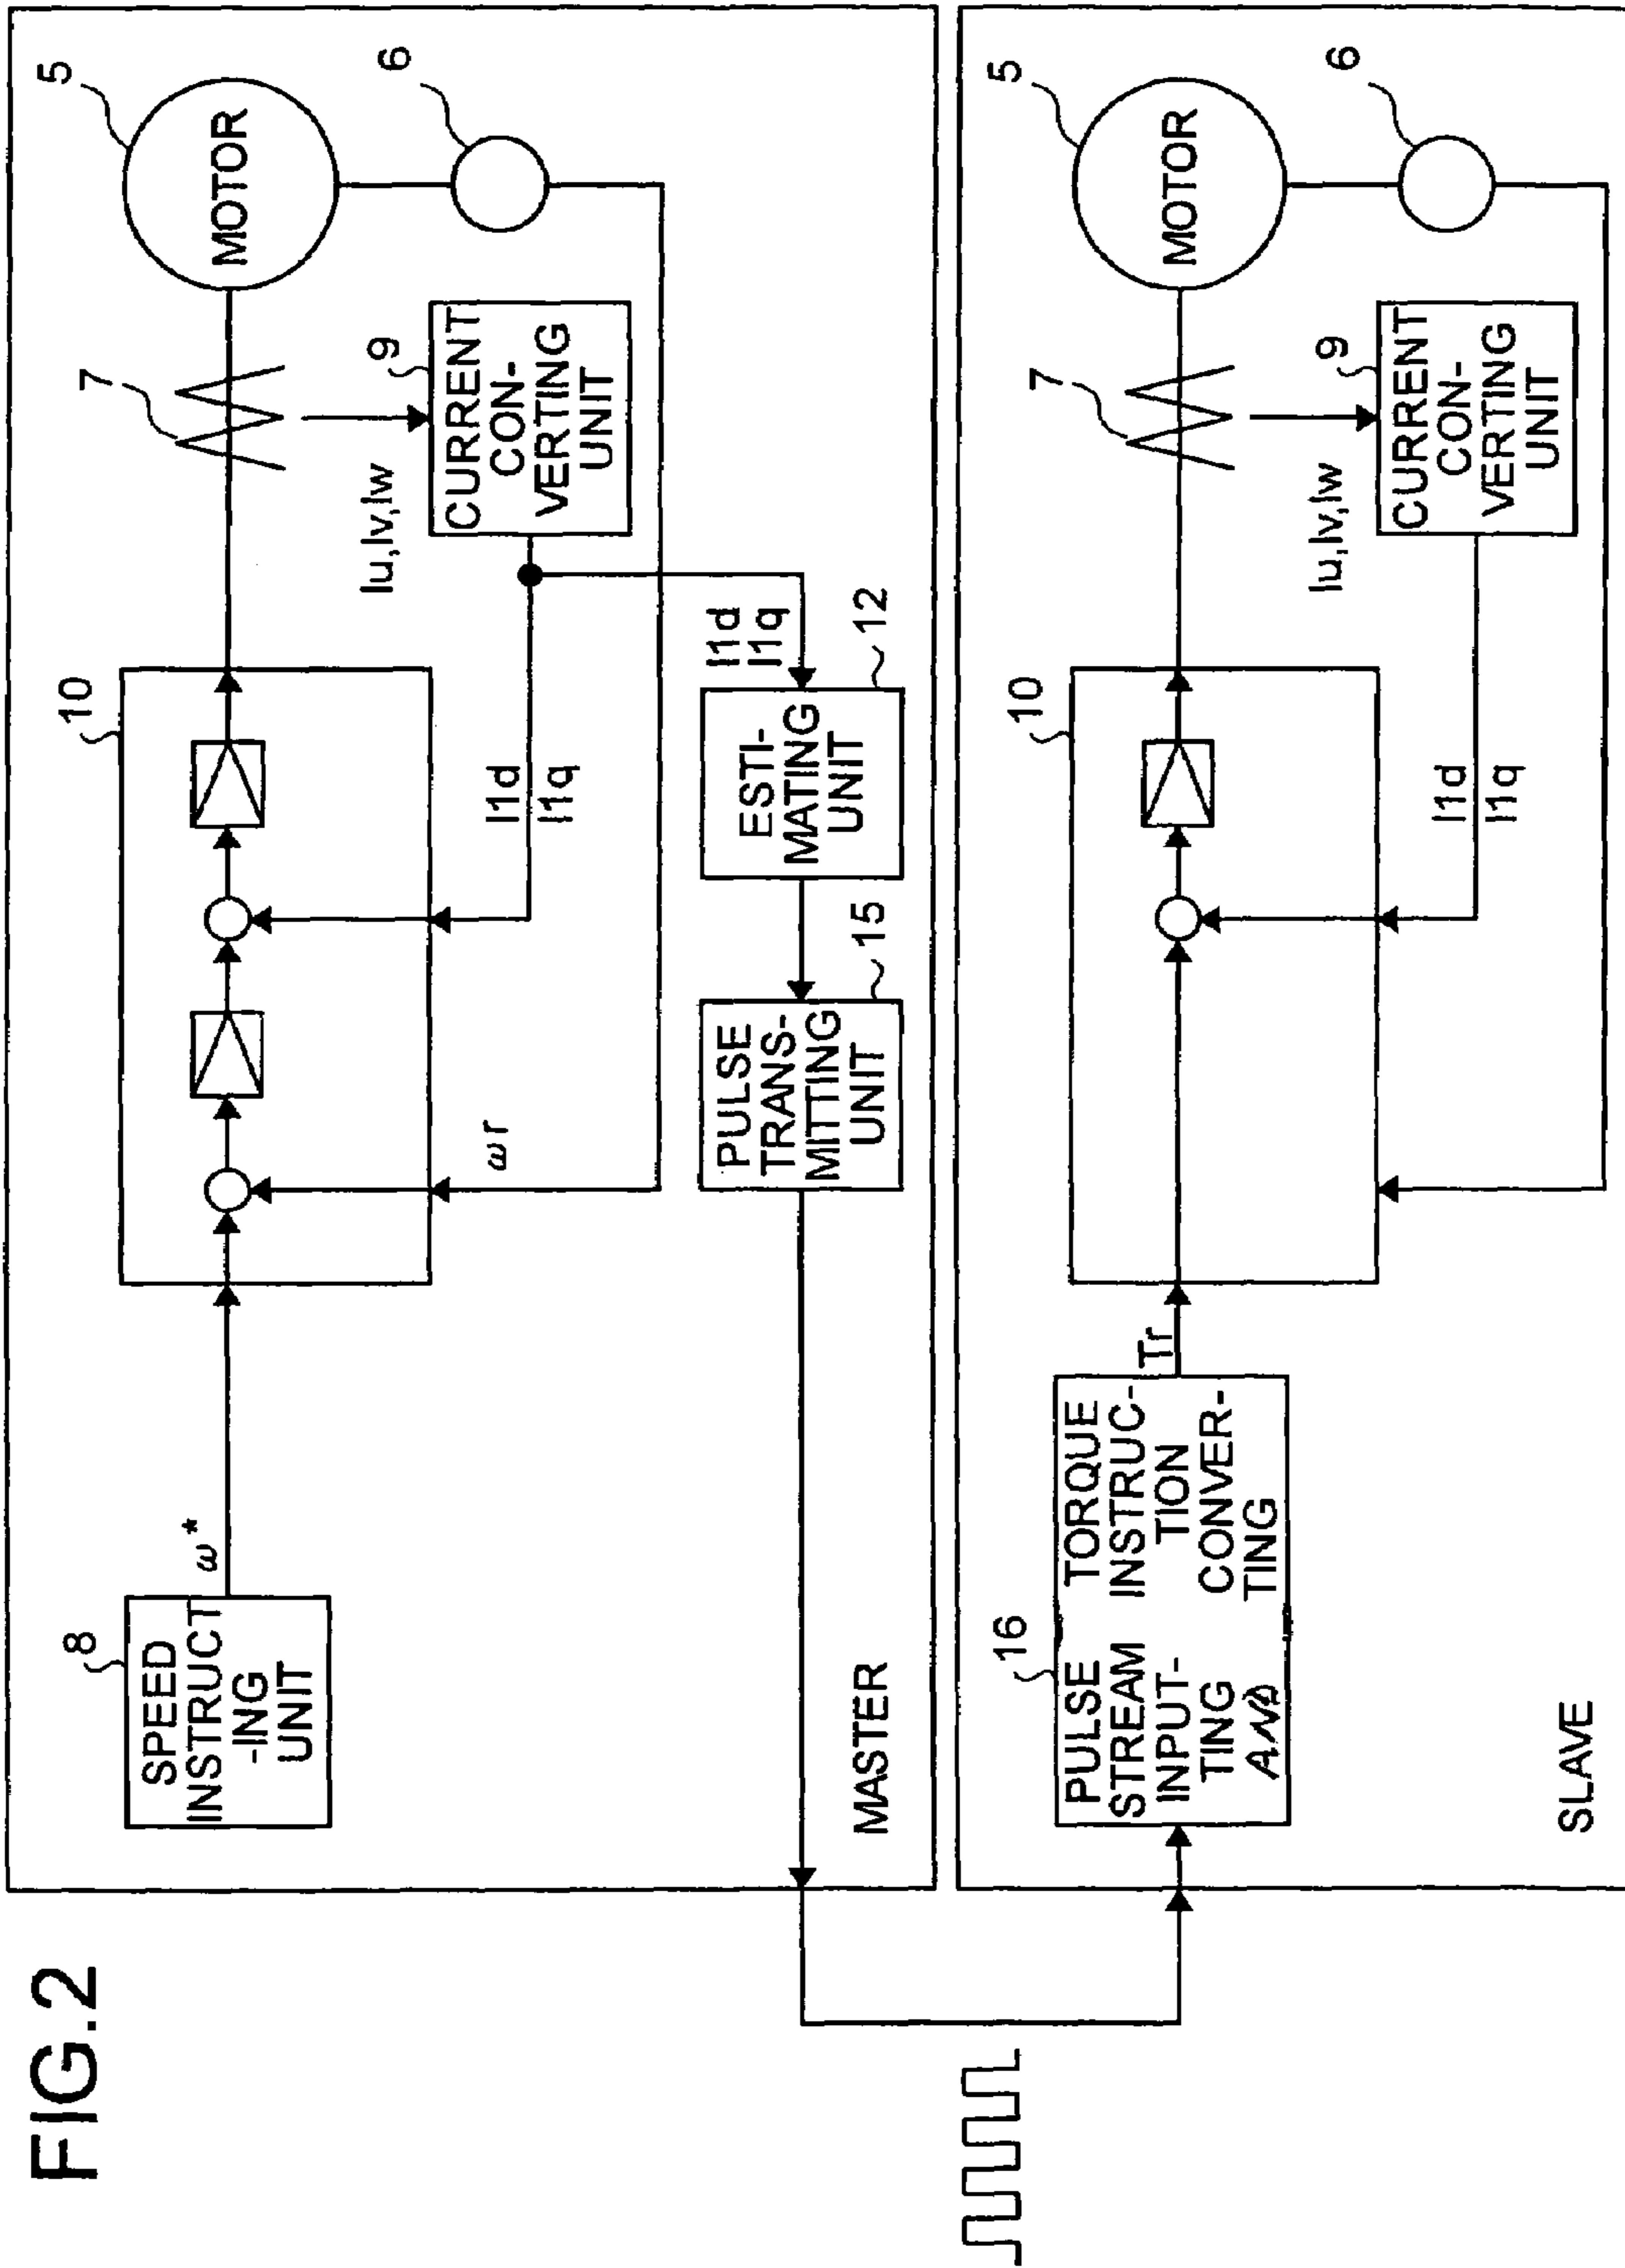 FIG.2
8
SPEED
INSTRUCT
-ING
UNIT
ω*
10
7
5
MOTOR
6
Iu,Iv,Iw
9
CURRENT
CON-
VERTING
UNIT
I1d
I1q
ωr
I1d
I1q
12
ESTI-
MATING
UNIT
15
PULSE
TRANS-
MITTING
UNIT
MASTER
16
PULSE
STREAM
INPUT-
TING
AND
TORQUE
INSTRUC-
TION
CONVER-
TING
Tr
10
7
5
MOTOR
6
Iu,Iv,Iw
9
CURRENT
CON-
VERTING
UNIT
I1d
I1q
SLAVE